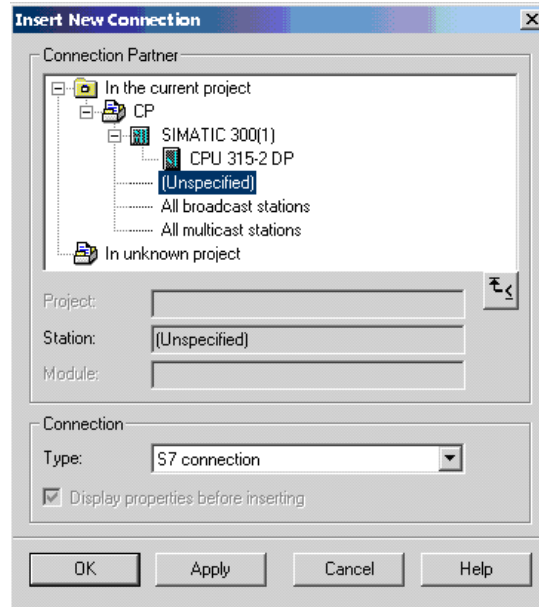 Insert New Connection
Connection Partner
In the current project
CP
SIMATIC 300(1)
CPU 315-2 DP
(Unspecified)
All broadcast stations
All multicast stations
In unknown project
Project:
Station: (Unspecified)
Module:
Connection
Type: S7 connection
Display properties before inserting
OK Apply Cancel Help